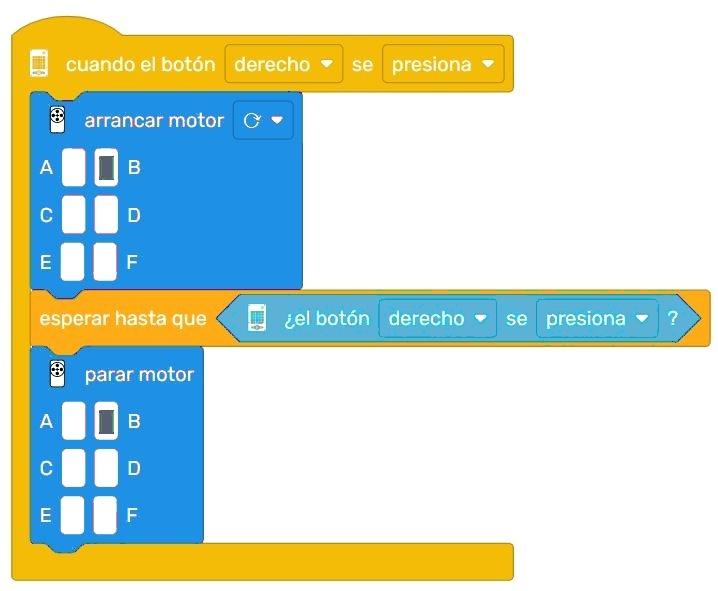 cuando el botón derecho se presiona
arrancar motor
A B
C D
E F
esperar hasta que ¿el botón derecho se presiona ?
parar motor
A B
C D
E F